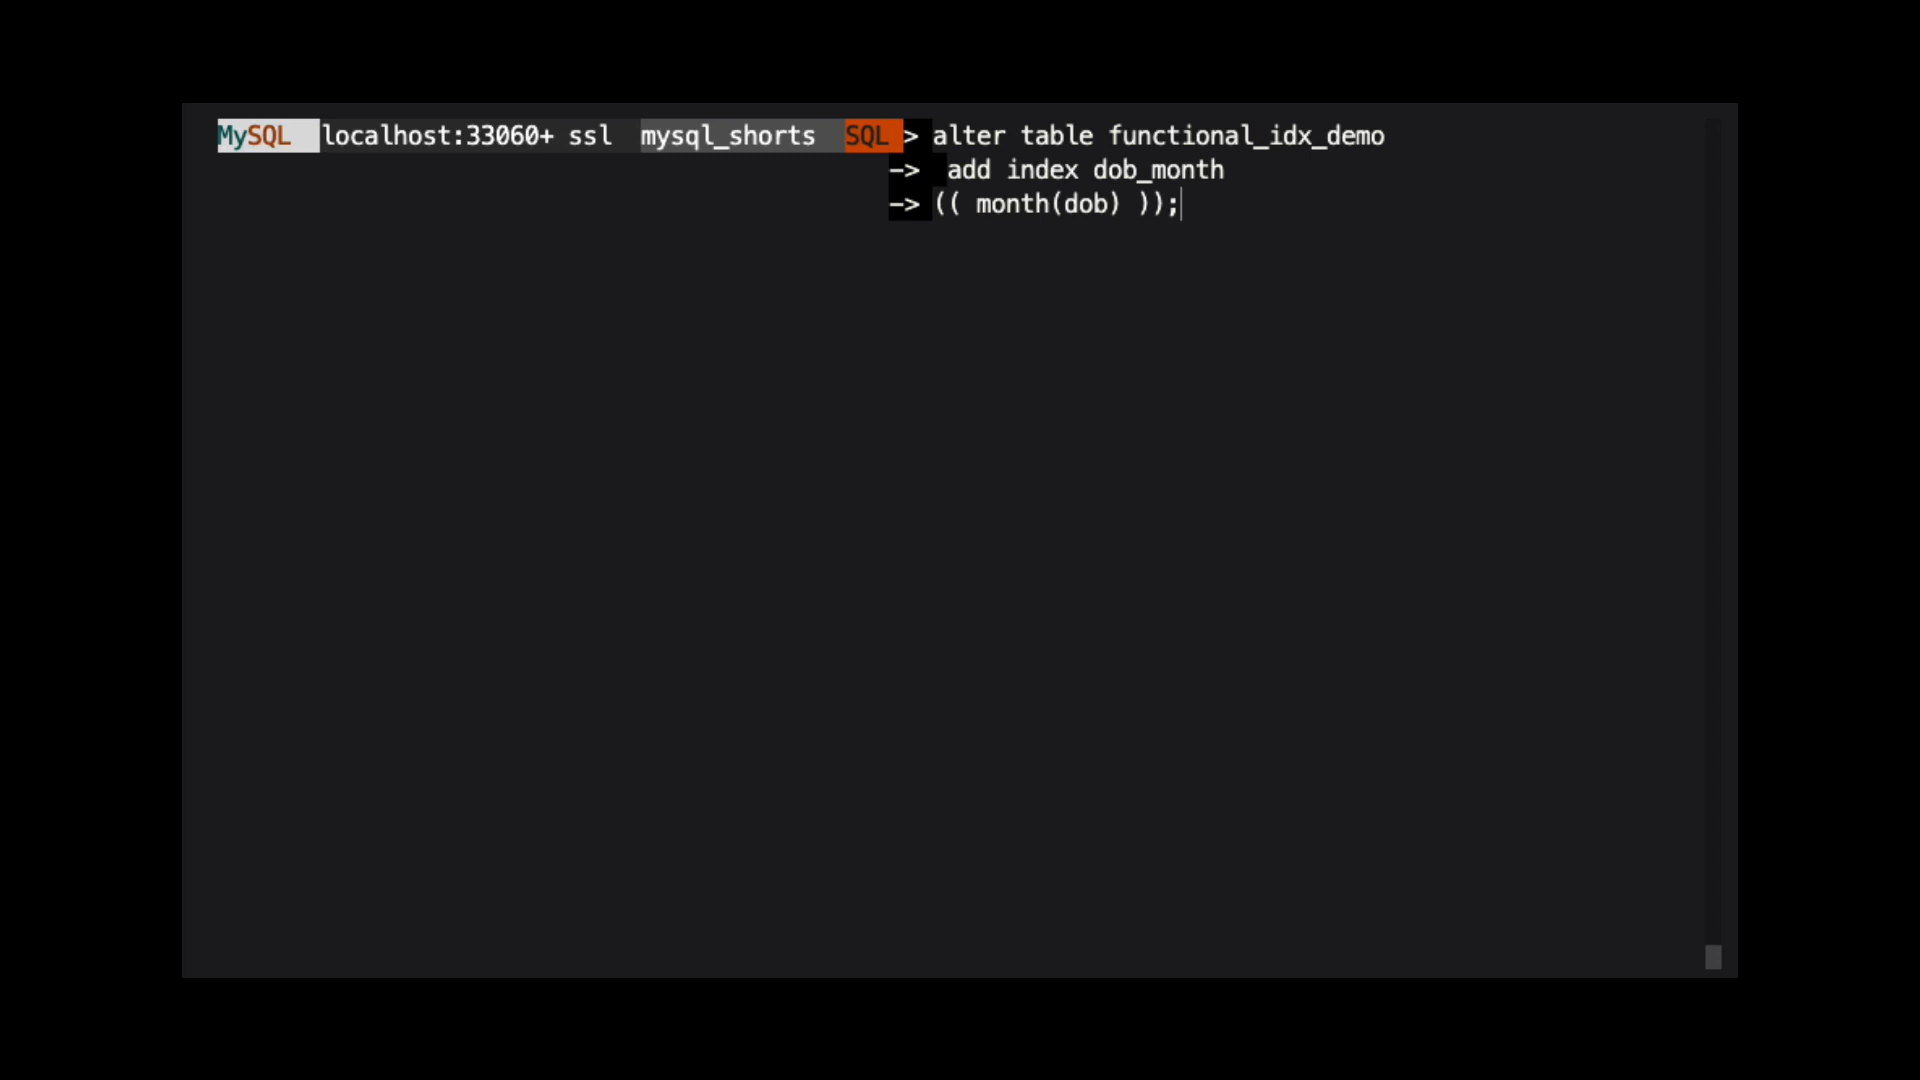 MySQL localhost:33060+ ssl mysql_shorts SQL > alter table functional_idx_demo
-> add index dob_month
-> (( month(dob) ));